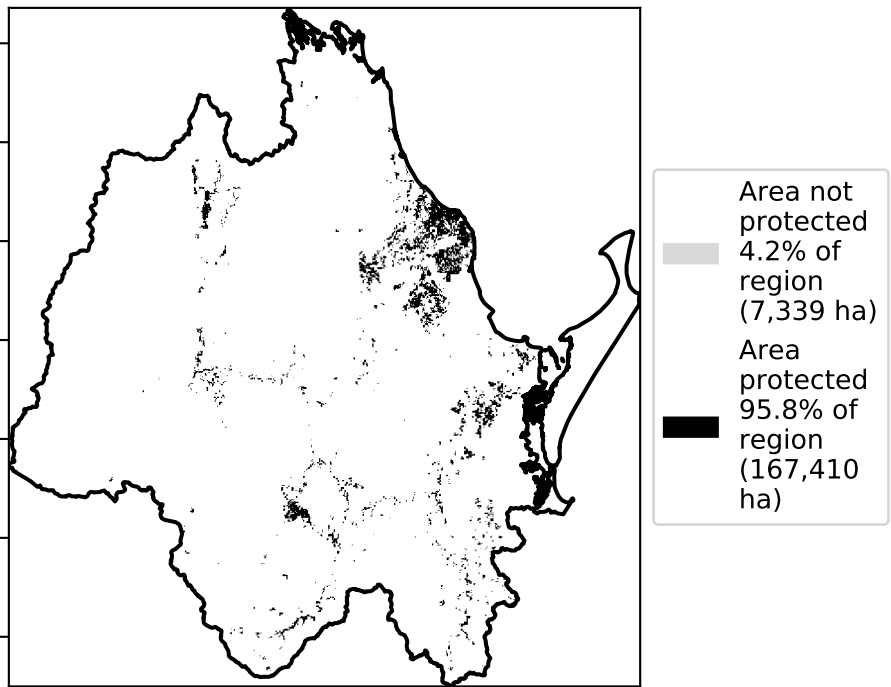 Area not
protected
4.2% of
region
(7,339 ha)
Area
protected
95.8% of
region
(167,410
ha)